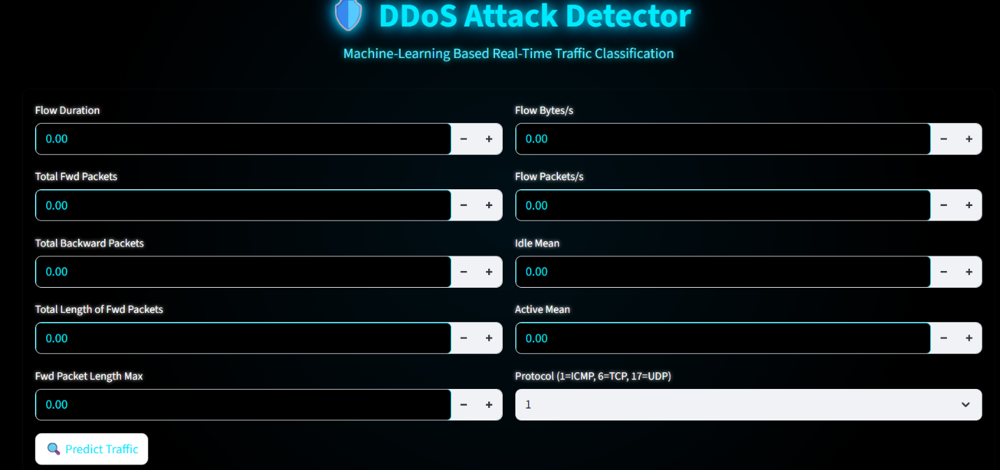 DDoS Attack Detector
Machine-Learning Based Real-Time Traffic Classification
Flow Duration
0.00
Flow Bytes/s
0.00
Total Fwd Packets
0.00
Flow Packets/s
0.00
Total Backward Packets
0.00
Idle Mean
0.00
Total Length of Fwd Packets
0.00
Active Mean
0.00
Fwd Packet Length Max
0.00
Protocol (1=ICMP, 6=TCP, 17=UDP)
1
Predict Traffic